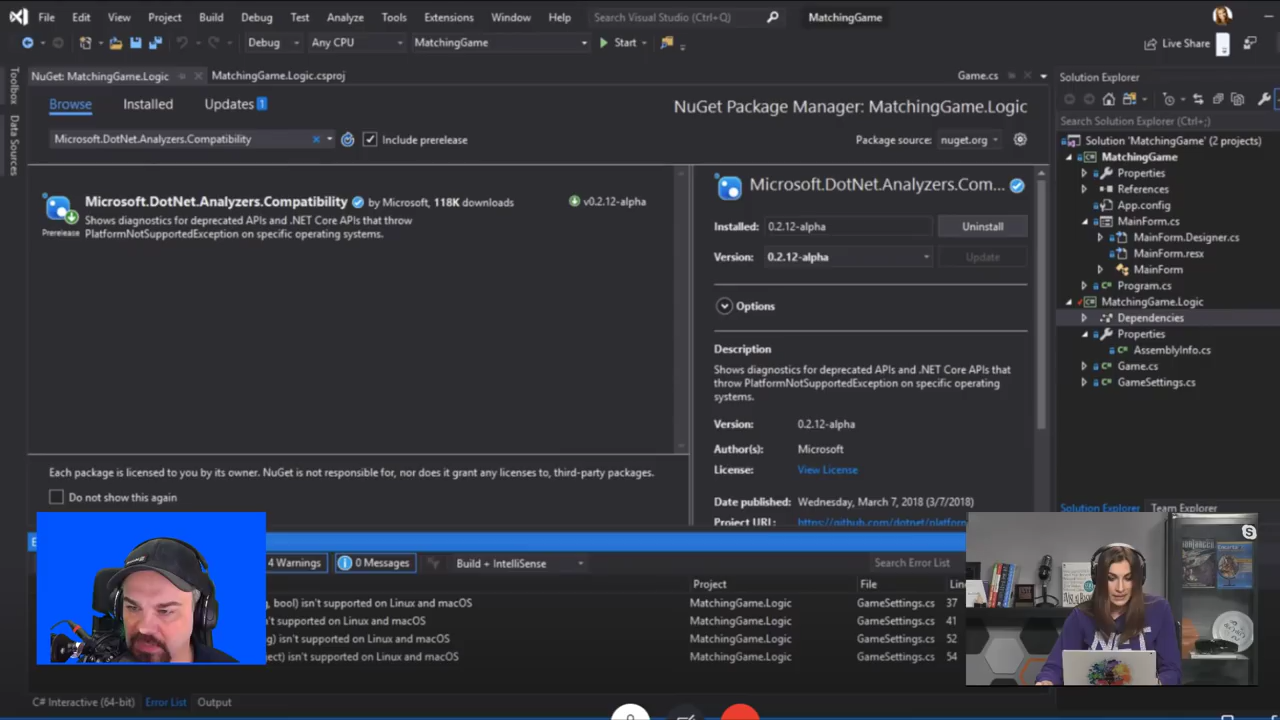 File Edit View Project Build Debug Test Analyze Tools Extensions Window Help Search Visual Studio (Ctrl+Q) MatchingGame
Debug Any CPU MatchingGame Start Live Share
Toolbox
Data Sources
NuGet: MatchingGame.Logic MatchingGame.Logic.csproj Game.cs
Browse Installed Updates 1
NuGet Package Manager: MatchingGame.Logic
Microsoft.DotNet.Analyzers.Compatibility Include prerelease
Package source: nuget.org
Microsoft.DotNet.Analyzers.Compatibility by Microsoft, 118K downloads v0.2.12-alpha
Prerelease
Shows diagnostics for deprecated APIs and .NET Core APIs that throw
PlatformNotSupportedException on specific operating systems.
Each package is licensed to you by its owner. NuGet is not responsible for, nor does it grant any licenses to, third-party packages.
Do not show this again
Microsoft.DotNet.Analyzers.Com...
Installed: 0.2.12-alpha Uninstall
Version: 0.2.12-alpha Update
Options
Description
Shows diagnostics for deprecated APIs and .NET Core APIs that
throw PlatformNotSupportedException on specific operating
systems.
Version: 0.2.12-alpha
Author(s): Microsoft
License: View License
Date published: Wednesday, March 7, 2018 (3/7/2018)
Project URL: https://github.com/dotnet/platform
Solution Explorer
Search Solution Explorer (Ctrl+;)
Solution 'MatchingGame' (2 projects)
MatchingGame
Properties
References
App.config
MainForm.cs
MainForm.Designer.cs
MainForm.resx
MainForm
Program.cs
MatchingGame.Logic
Dependencies
Properties
AssemblyInfo.cs
Game.cs
GameSettings.cs
Solution Explorer Team Explorer
4 Warnings 0 Messages Build + IntelliSense Search Error List
Project File
, bool) isn't supported on Linux and macOS MatchingGame.Logic GameSettings.cs 37
isn't supported on Linux and macOS MatchingGame.Logic GameSettings.cs 41
) isn't supported on Linux and macOS MatchingGame.Logic GameSettings.cs 52
ject) isn't supported on Linux and macOS MatchingGame.Logic GameSettings.cs 54
C# Interactive (64-bit) Error List Output